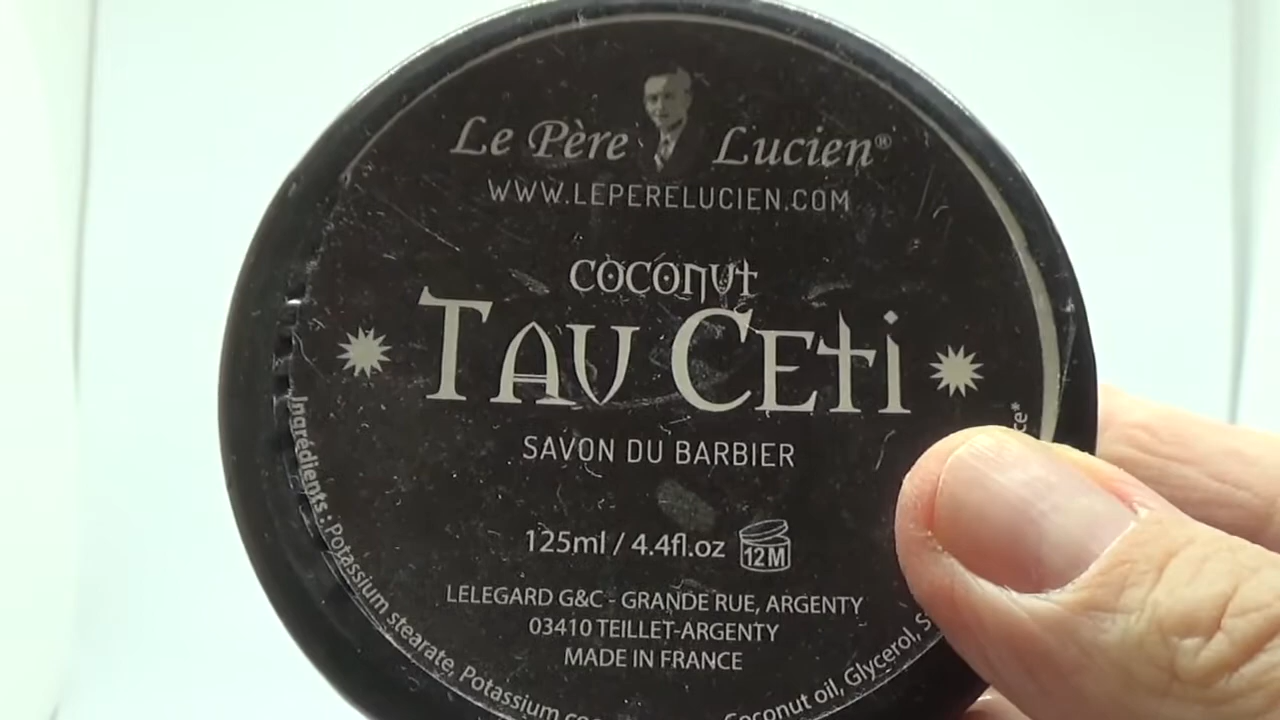 Le Père Lucien®
WWW.LEPERELUCIEN.COM
COCONUT
TAU CETI
SAVON DU BARBIER
125ml / 4.4fl.oz 12M
LELEGARD G&C - GRANDE RUE, ARGENTY
03410 TEILLET-ARGENTY
MADE IN FRANCE
Ingrédients : Potassium stearate, Potassium
Coconut oil, Glycerol,